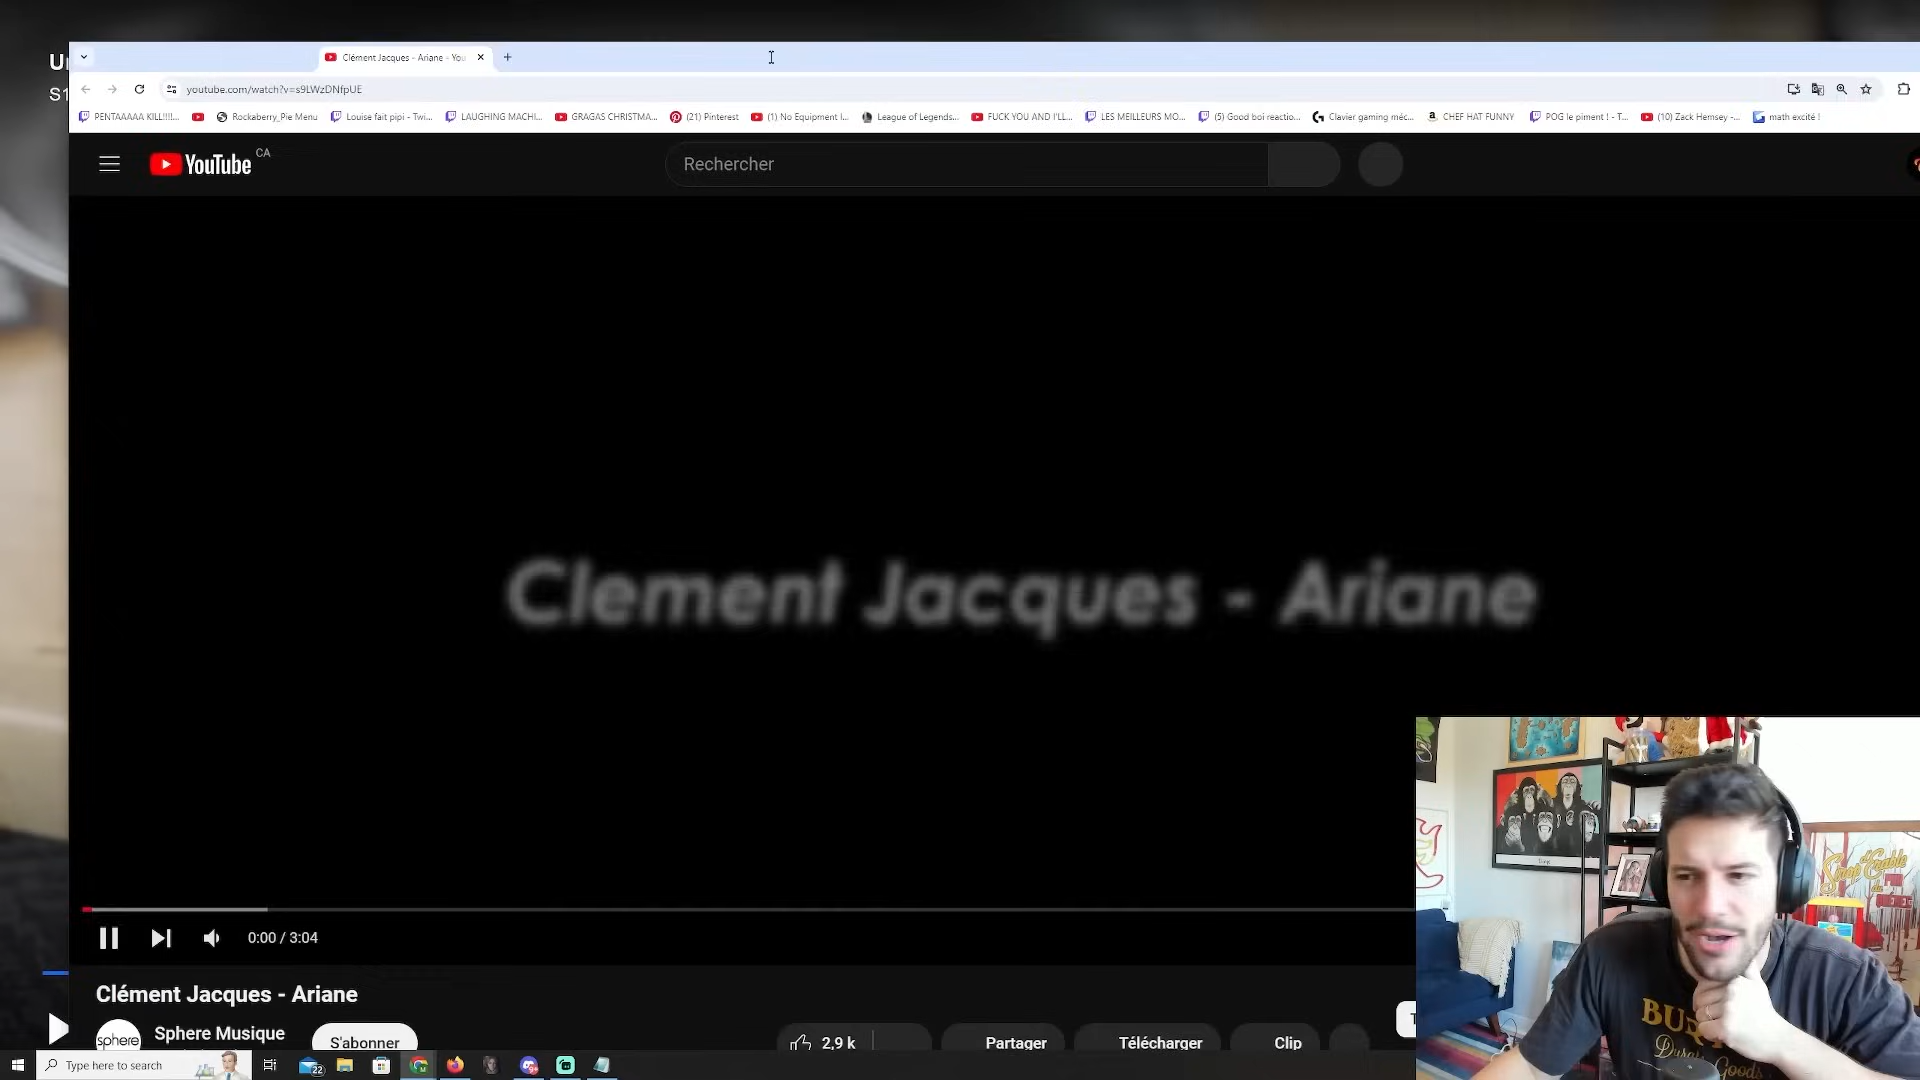 Clément Jacques - Ariane - You
youtube.com/watch?v=s9LWzDNfpUE
PENTAAAAA KILL!!!!... Rockaberry_Pie Menu Louise fait pipi - Twi... LAUGHING MACHI... GRAGAS CHRISTMA... (21) Pinterest (1) No Equipment I... League of Legends... FUCK YOU AND I'LL... LES MEILLEURS MO... (5) Good boi reactio... Clavier gaming méc... CHEF HAT FUNNY POG le piment ! - T... (10) Zack Hemsey -... math excité !
S1
YouTube CA
Rechercher
Clement Jacques - Ariane
0:00 / 3:04
Clément Jacques - Ariane
sphere
Sphere Musique
S'abonner
2,9 k
Partager
Télécharger
Clip
Type here to search
22